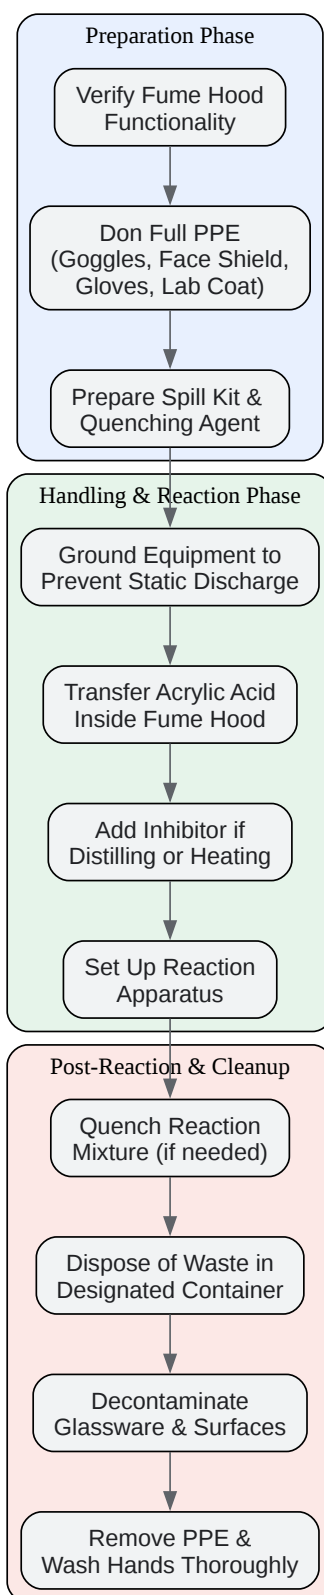 Preparation Phase
Verify Fume Hood
Functionality
Don Full PPE
(Goggles, Face Shield,
Gloves, Lab Coat)
Prepare Spill Kit &
Quenching Agent
Handling & Reaction Phase
Ground Equipment to
Prevent Static Discharge
Transfer Acrylic Acid
Inside Fume Hood
Add Inhibitor if
Distilling or Heating
Set Up Reaction
Apparatus
Post-Reaction & Cleanup
Quench Reaction
Mixture (if needed)
Dispose of Waste in
Designated Container
Decontaminate
Glassware & Surfaces
Remove PPE &
Wash Hands Thoroughly